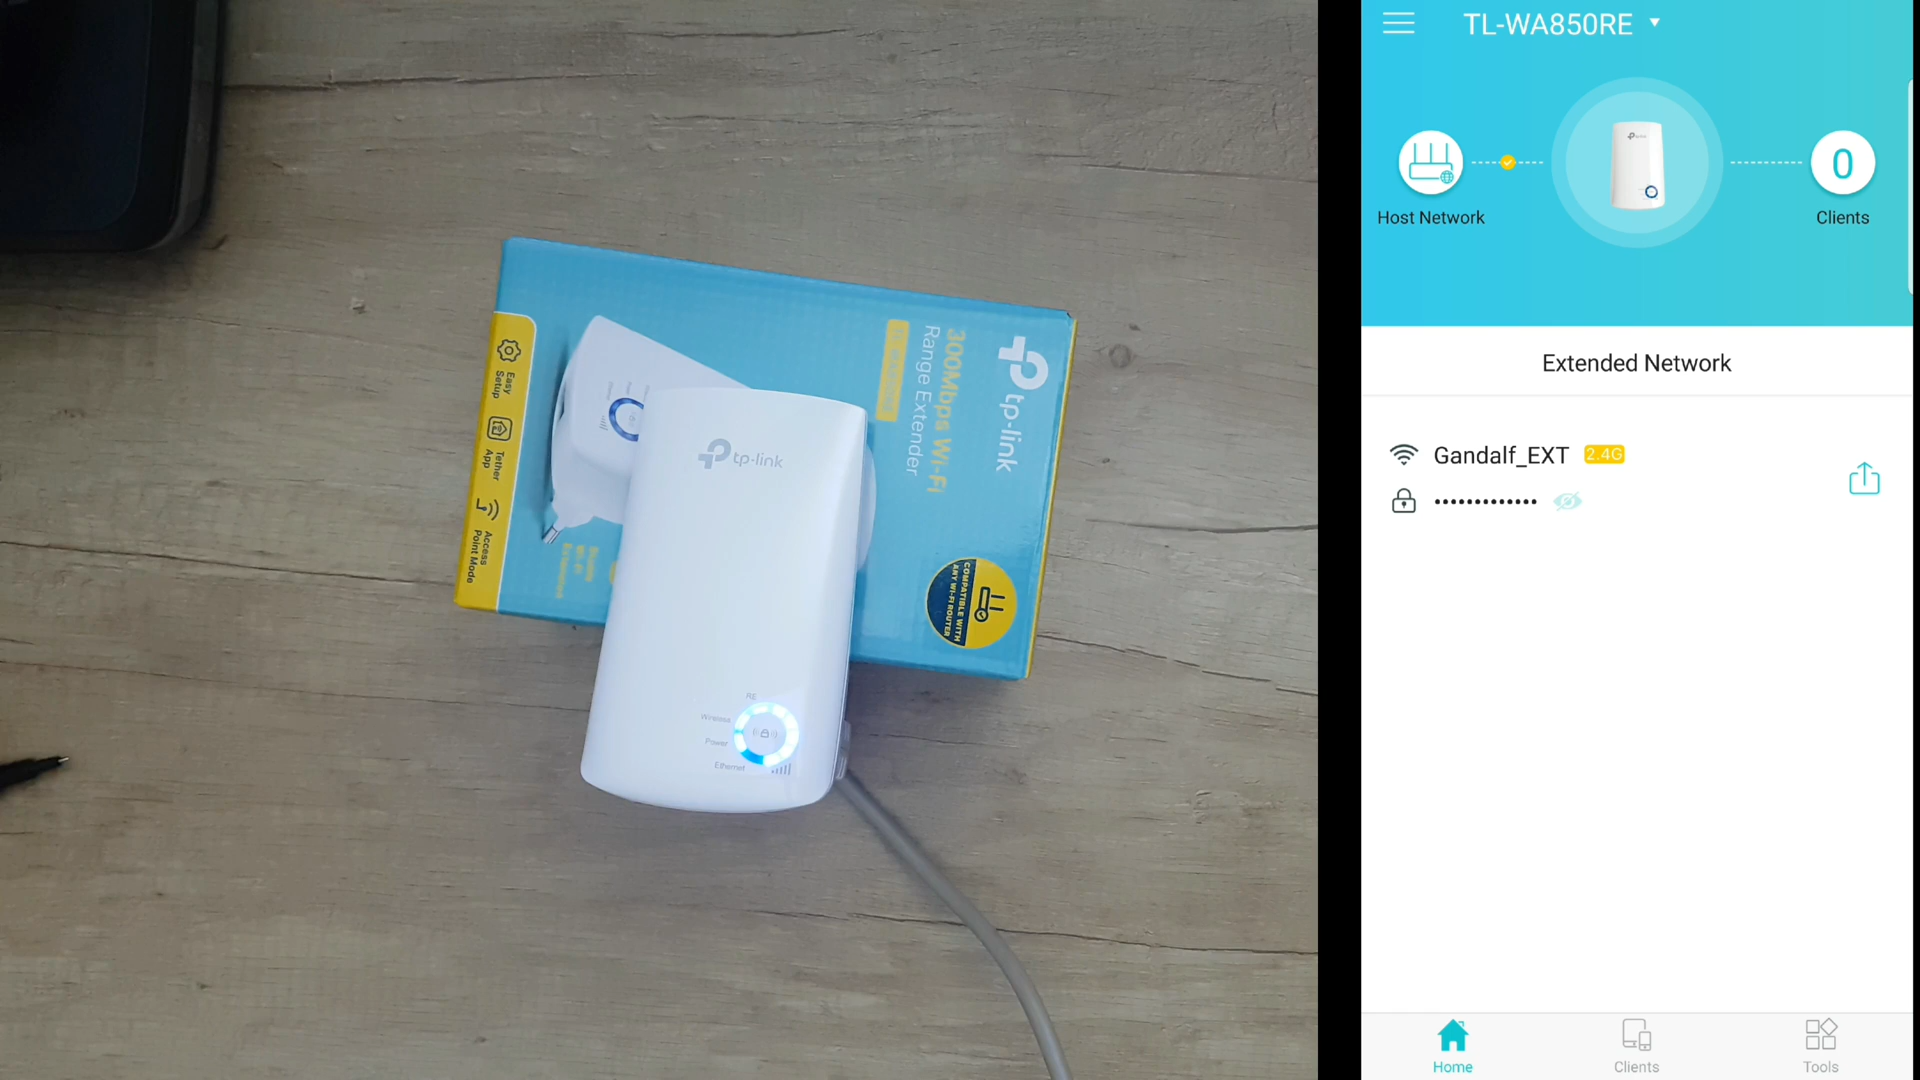 tp-link
300Mbps Wi-Fi
Range Extender
Easy
Setup
Tether
App
Access
Point Mode
COMPATIBLE WITH
ANY WI-FI ROUTER
tp-link
RE
Wireless
Power
Ethernet
TL-WA850RE
Host Network
0
Clients
Extended Network
Gandalf_EXT 2.4G
Home
Clients
Tools